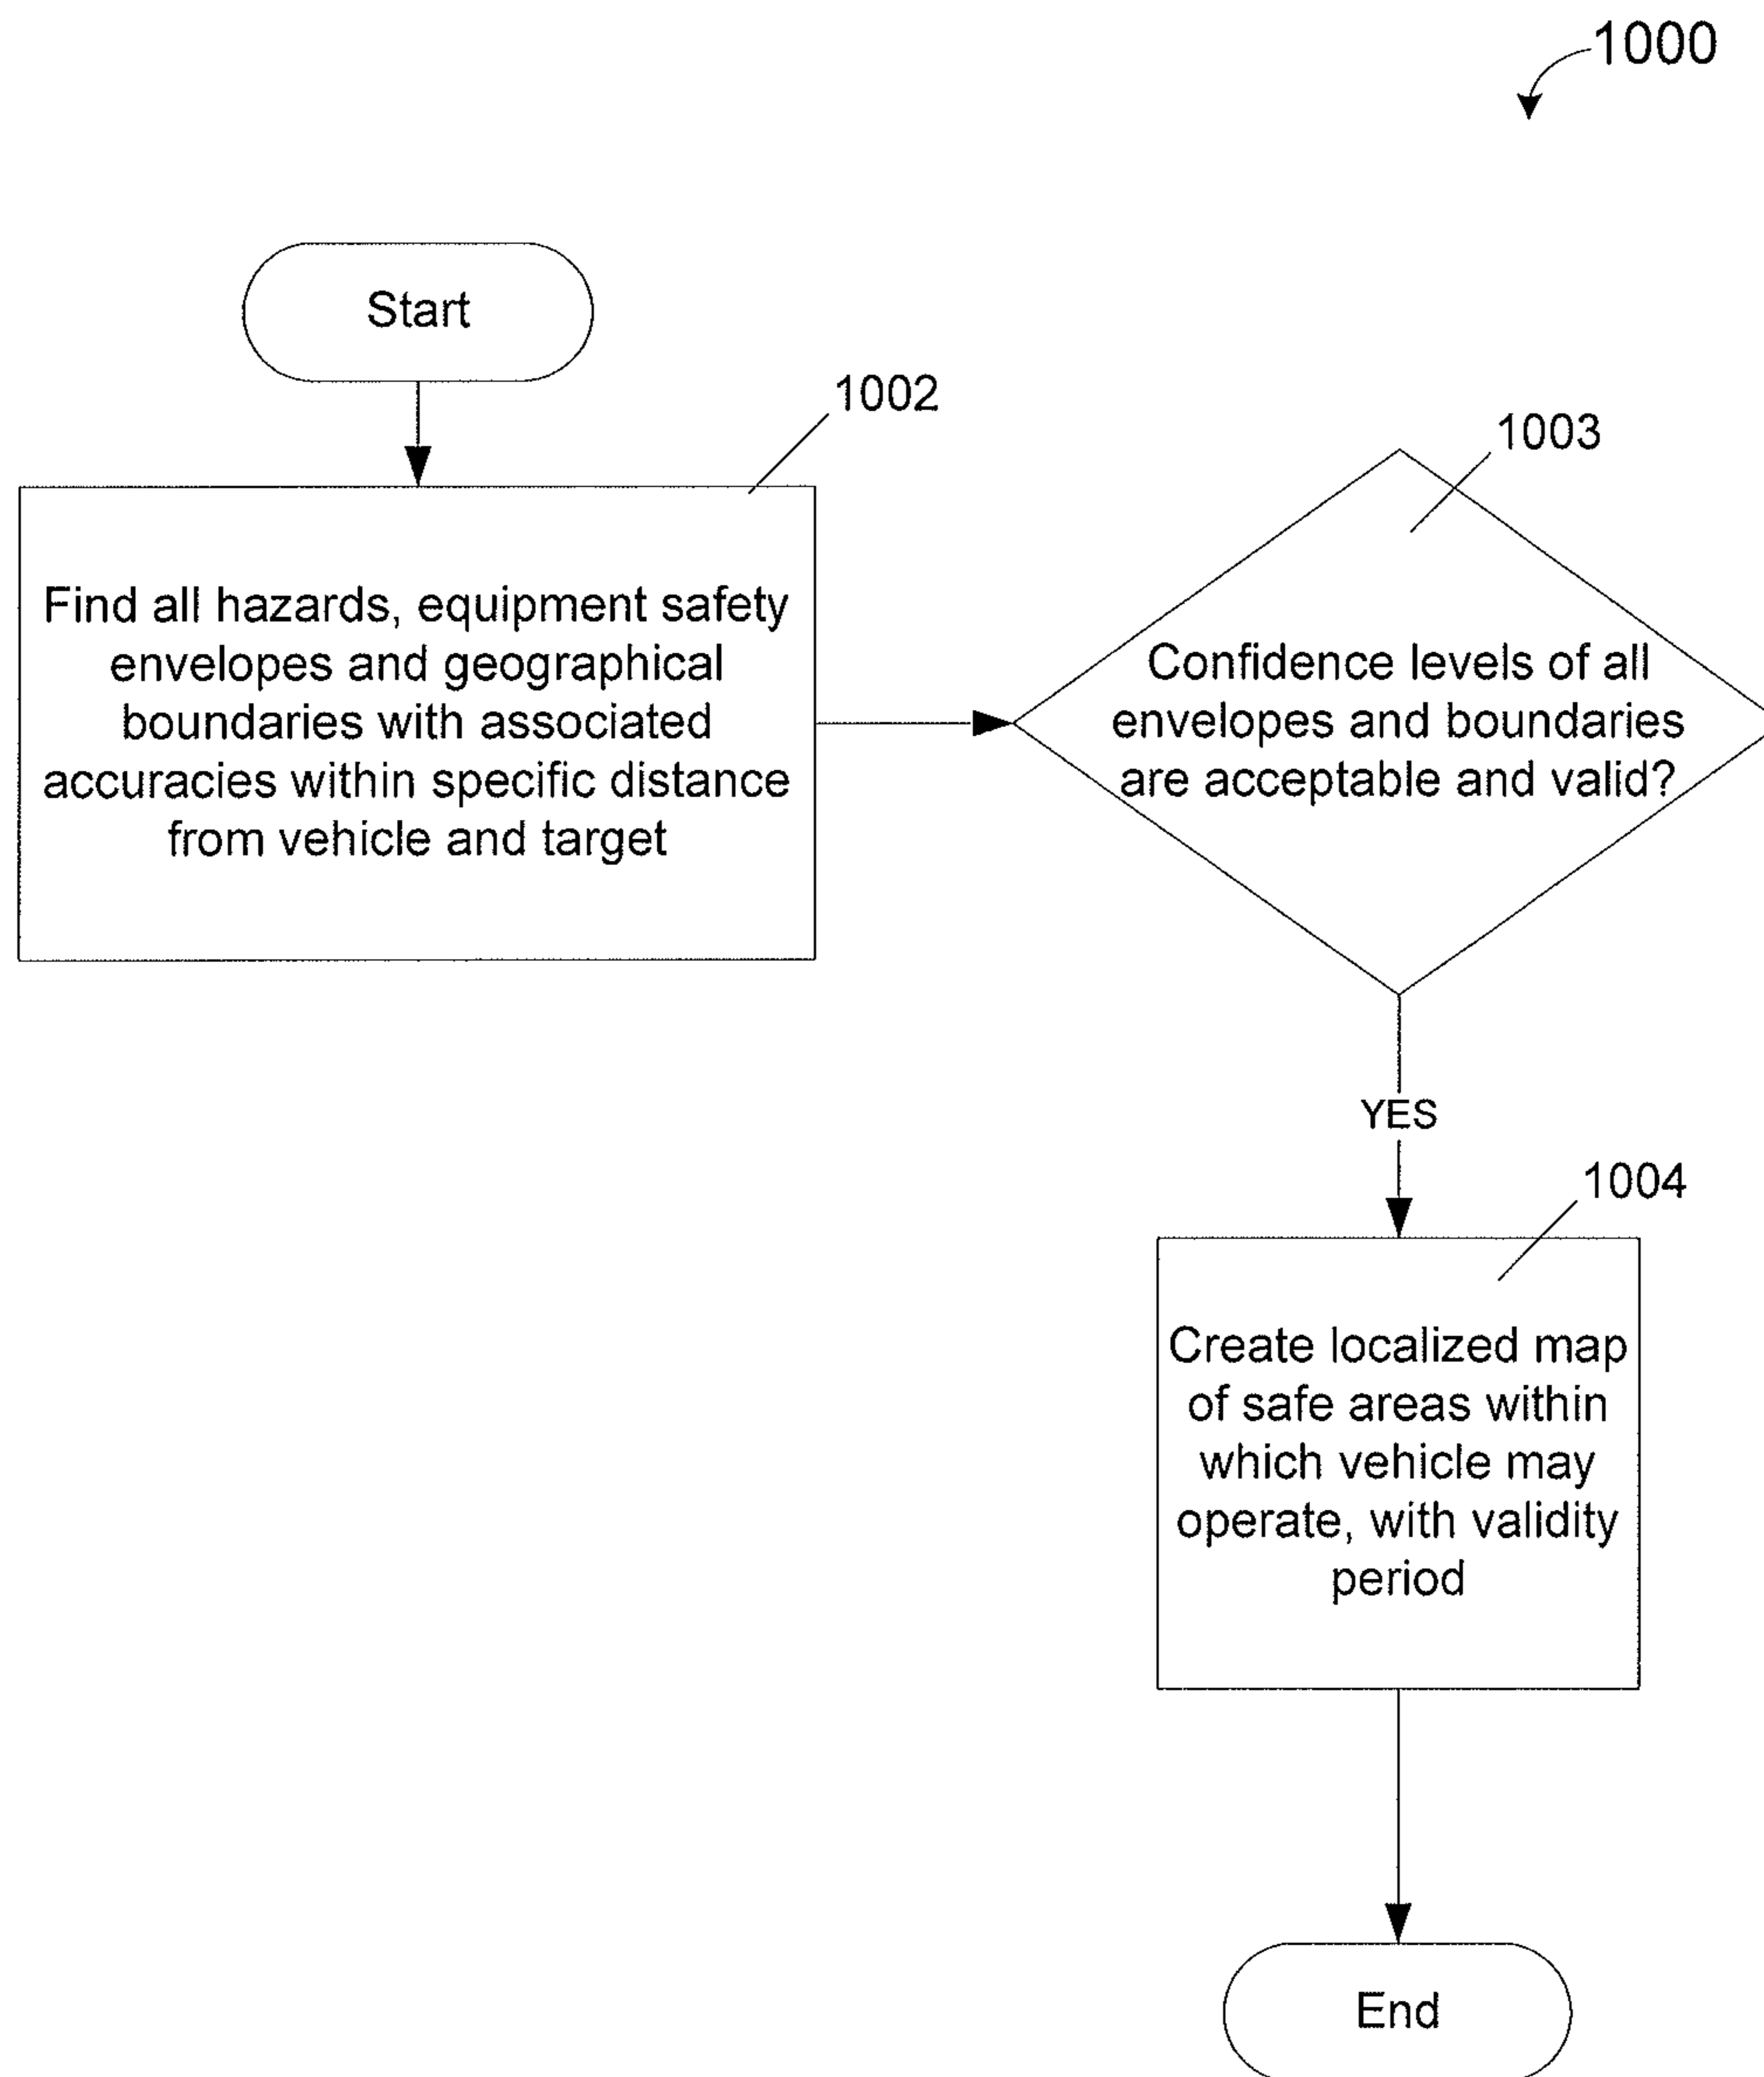 1000
Start
1002
Find all hazards, equipment safety
envelopes and geographical
boundaries with associated
accuracies within specific distance
from vehicle and target
1003
Confidence levels of all
envelopes and boundaries
are acceptable and valid?
YES
1004
Create localized map
of safe areas within
which vehicle may
operate, with validity
period
End